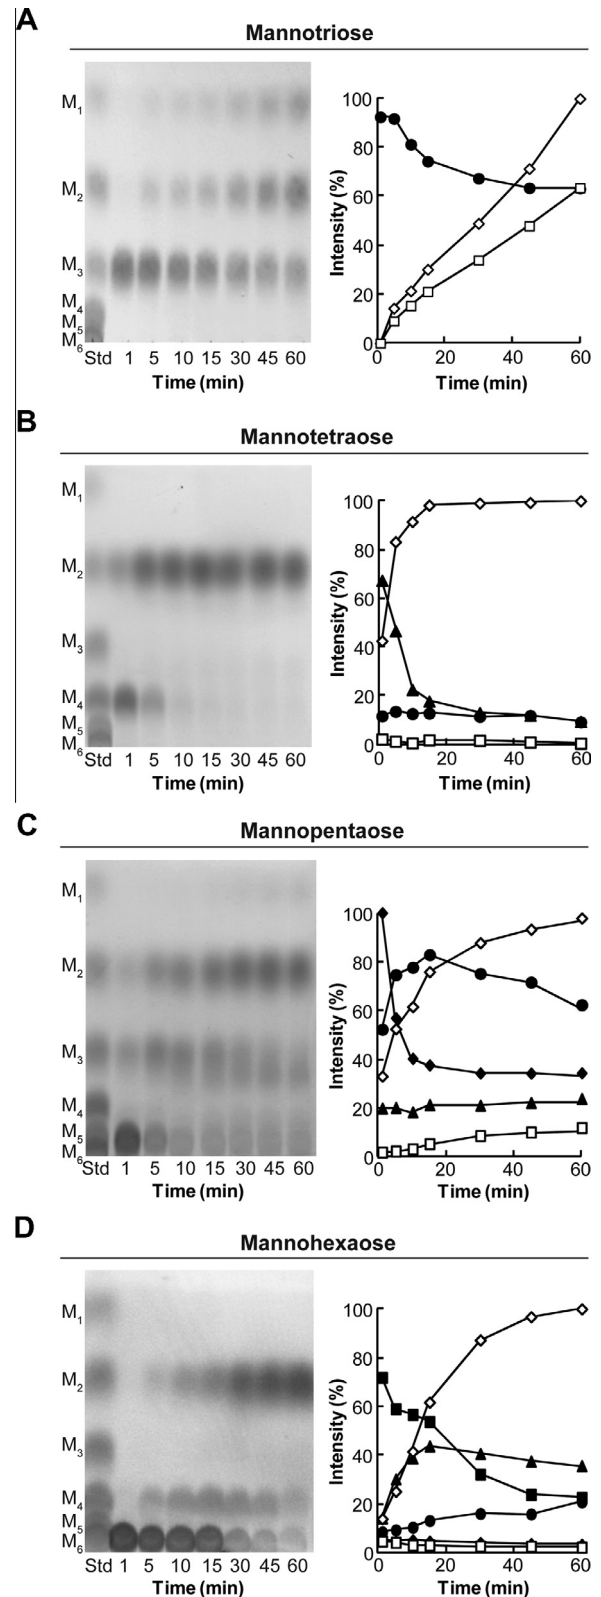 A
Mannotriose
M1
M2
M3
M4
M5
M6
Std 1 5 10 15 30 45 60
Time (min)
Intensity (%)
100
80
60
40
20
0
0 20 40 60
Time (min)
B
Mannotetraose
M1
M2
M3
M4
M5
M6
Std 1 5 10 15 30 45 60
Time (min)
Intensity (%)
100
80
60
40
20
0
0 20 40 60
Time (min)
C
Mannopentaose
M1
M2
M3
M4
M5
M6
Std 1 5 10 15 30 45 60
Time (min)
Intensity (%)
100
80
60
40
20
0
0 20 40 60
Time (min)
D
Mannohexaose
M1
M2
M3
M4
M5
M6
Std 1 5 10 15 30 45 60
Time (min)
Intensity (%)
100
80
60
40
20
0
0 20 40 60
Time (min)